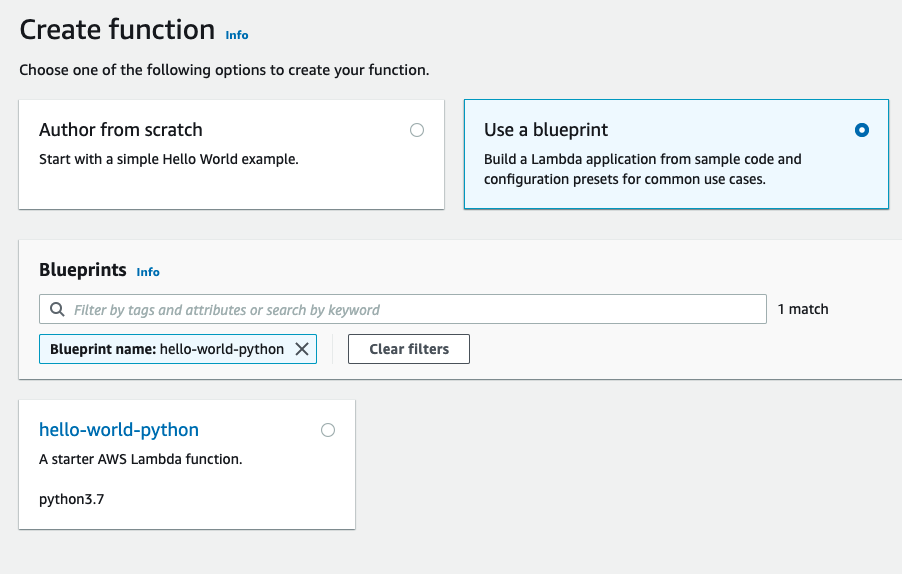 Create function Info
Choose one of the following options to create your function.
Author from scratch
Start with a simple Hello World example.
Use a blueprint
Build a Lambda application from sample code and
configuration presets for common use cases.
Blueprints Info
Filter by tags and attributes or search by keyword
1 match
Blueprint name: hello-world-python
Clear filters
hello-world-python
A starter AWS Lambda function.
python3.7